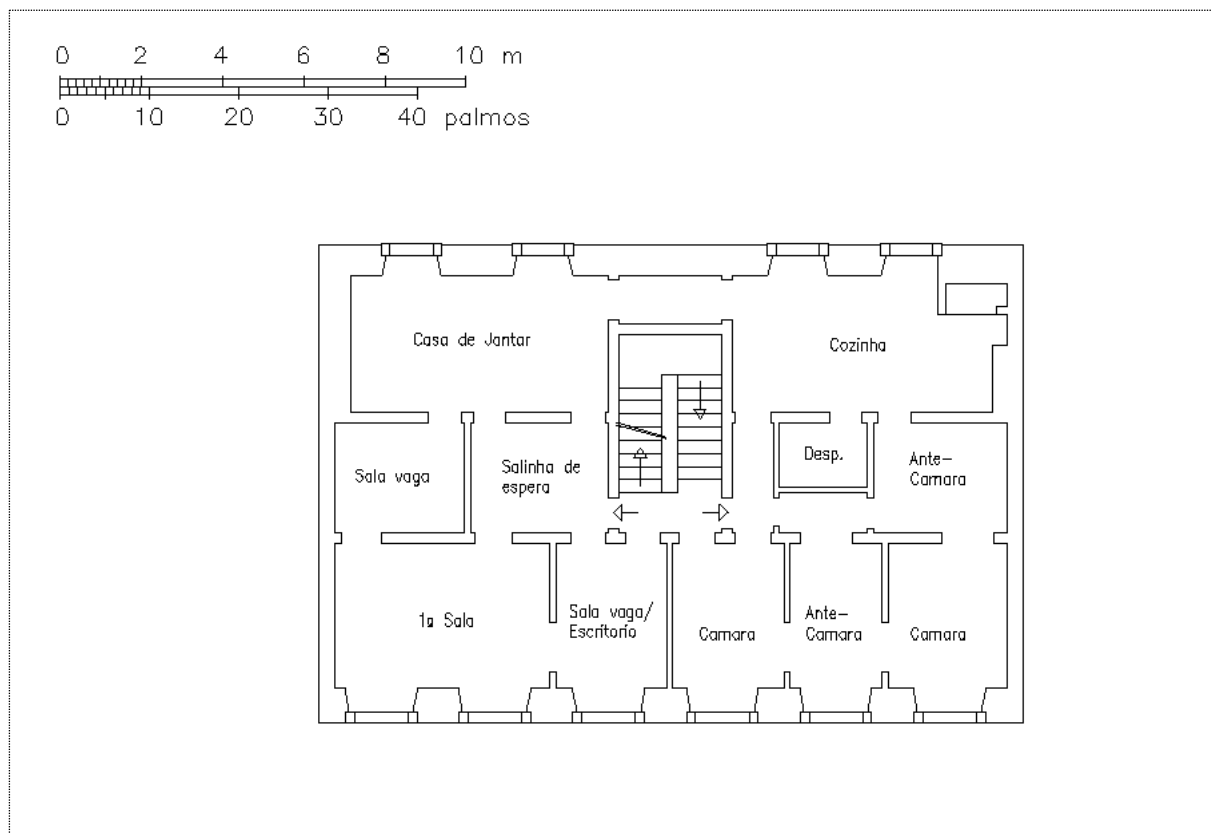 0 2 4 6 8 10 m
0 10 20 30 40 palmos
Casa de Jantar
Cozinha
Sala vaga
Salinha de
espera
Desp.
Ante-
Camara
1ª Sala
Sala vaga/
Escrítorio
Camara
Ante-
Camara
Camara